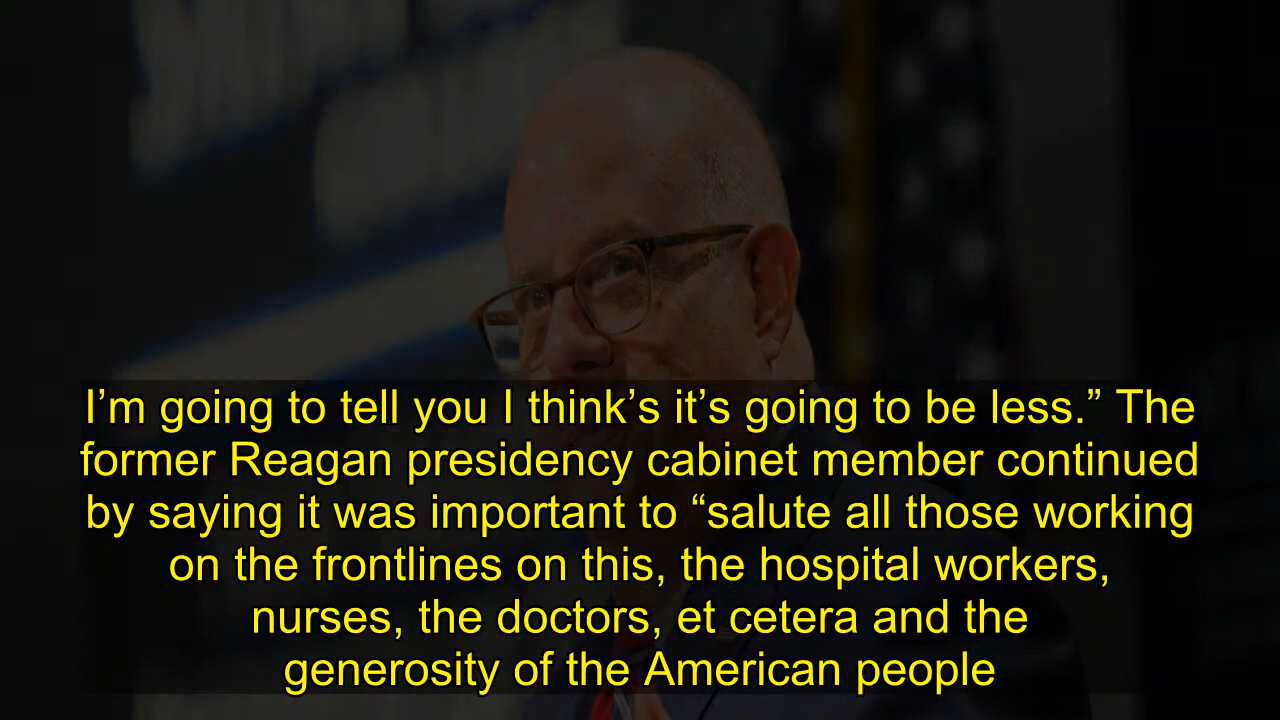 I’m going to tell you I think’s it’s going to be less.” The
former Reagan presidency cabinet member continued
by saying it was important to “salute all those working
on the frontlines on this, the hospital workers,
nurses, the doctors, et cetera and the
generosity of the American people